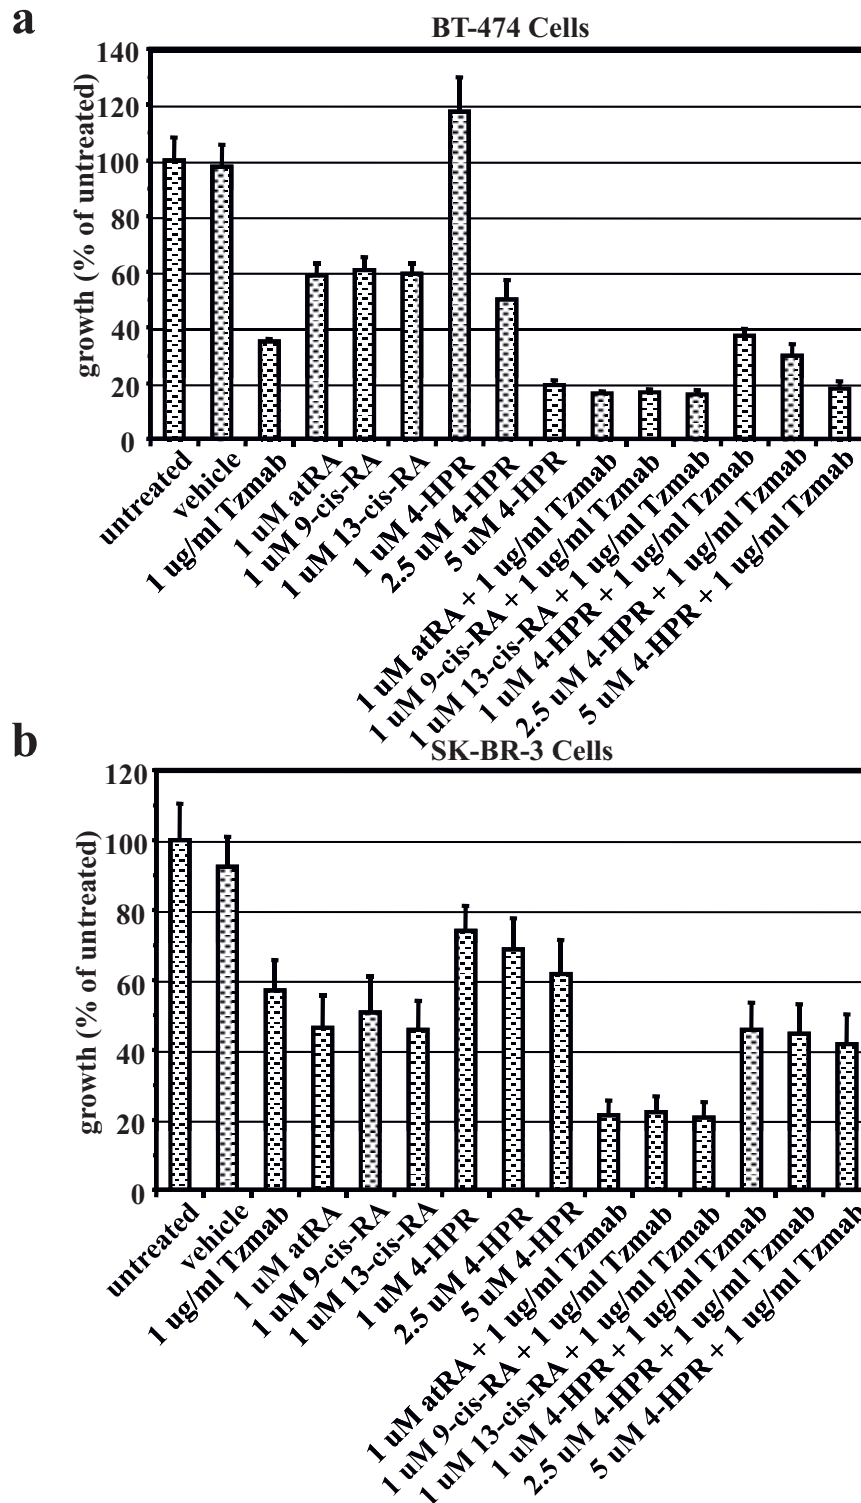 a
BT-474 Cells
growth (% of untreated)
140
120
100
80
60
40
20
0
untreated
vehicle
1 ug/ml Tzmab
1 uM atRA
1 uM 9-cis-RA
1 uM 13-cis-RA
1 uM 4-HPR
2.5 uM 4-HPR
5 uM 4-HPR
1 uM atRA + 1 ug/ml Tzmab
1 uM 9-cis-RA + 1 ug/ml Tzmab
1 uM 13-cis-RA + 1 ug/ml Tzmab
1 uM 4-HPR + 1 ug/ml Tzmab
2.5 uM 4-HPR + 1 ug/ml Tzmab
5 uM 4-HPR + 1 ug/ml Tzmab
b
SK-BR-3 Cells
growth (% of untreated)
120
100
80
60
40
20
0
untreated
vehicle
1 ug/ml Tzmab
1 uM atRA
1 uM 9-cis-RA
1 uM 13-cis-RA
1 uM 4-HPR
2.5 uM 4-HPR
5 uM 4-HPR
1 uM atRA + 1 ug/ml Tzmab
1 uM 9-cis-RA + 1 ug/ml Tzmab
1 uM 13-cis-RA + 1 ug/ml Tzmab
1 uM 4-HPR + 1 ug/ml Tzmab
2.5 uM 4-HPR + 1 ug/ml Tzmab
5 uM 4-HPR + 1 ug/ml Tzmab